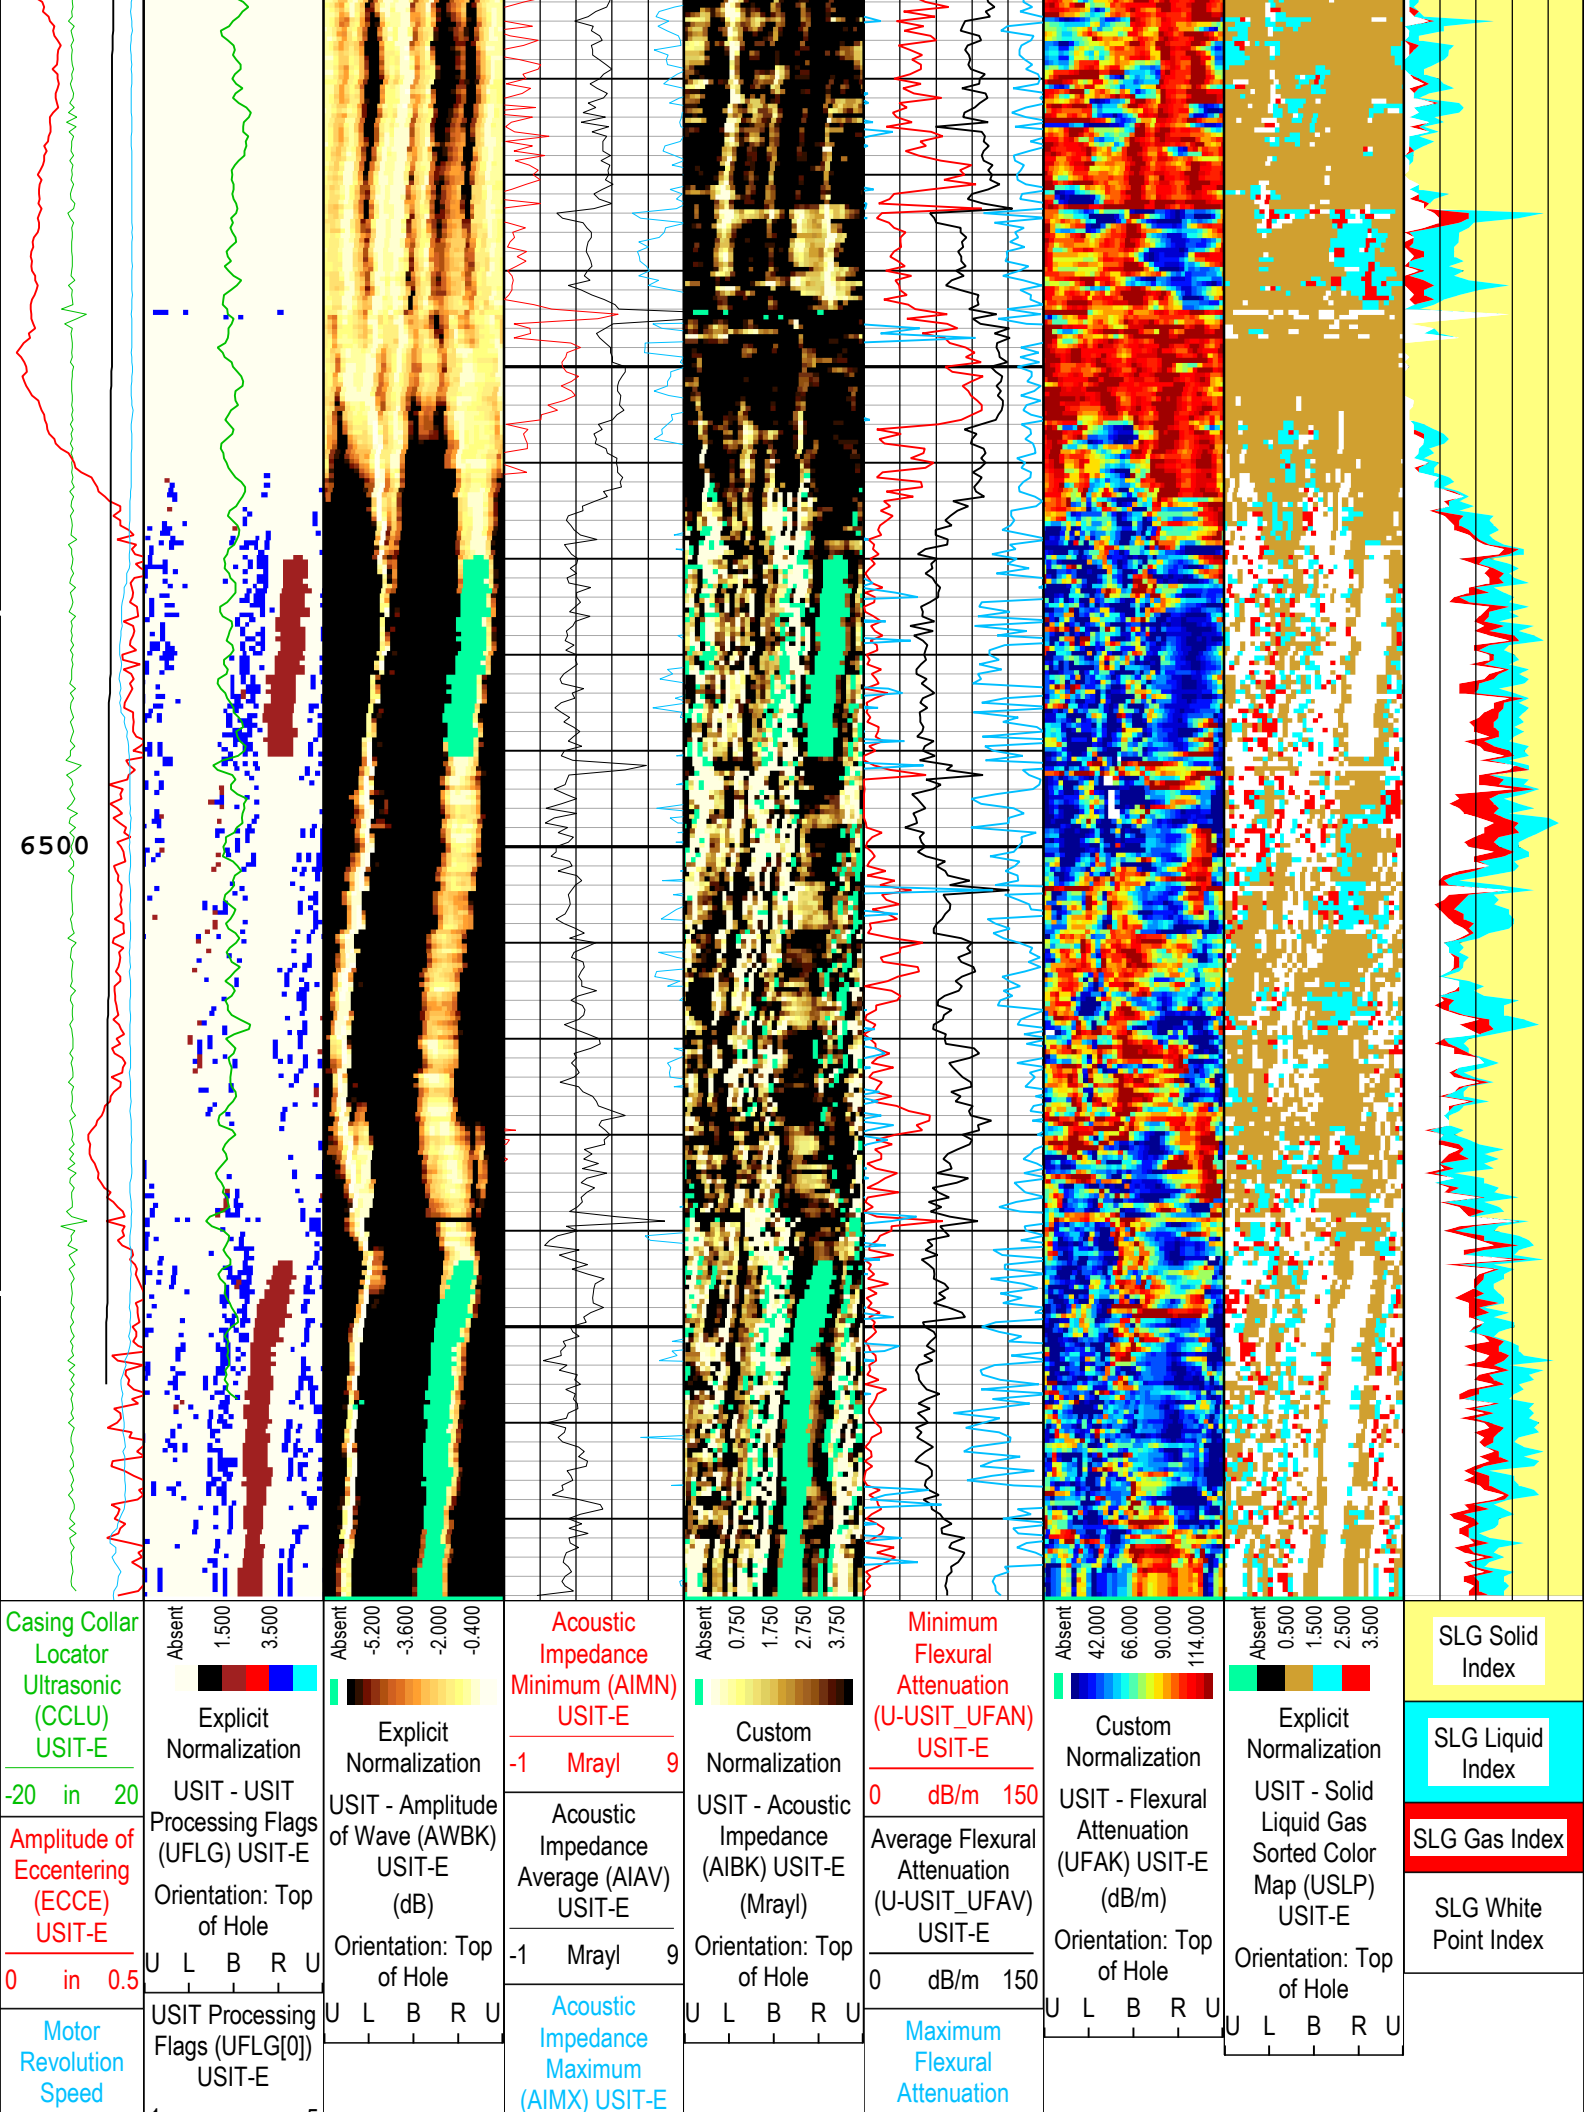 6500
Casing Collar
Locator
Ultrasonic
(CCLU)
USIT-E
-20 in 20
Amplitude of
Eccentering
(ECCE)
USIT-E
0 in 0.5
Motor
Revolution
Speed
Absent 1.500 3.500
Explicit
Normalization
USIT - USIT
Processing Flags
(UFLG) USIT-E
Orientation: Top
of Hole
U L B R U
USIT Processing
Flags (UFLG[0])
USIT-E
Absent -5.200 -3.600 -2.000 -0.400
Explicit
Normalization
USIT - Amplitude
of Wave (AWBK)
USIT-E
(dB)
Orientation: Top
of Hole
U L B R U
Acoustic
Impedance
Minimum (AIMN)
USIT-E
-1 Mrayl 9
Acoustic
Impedance
Average (AIAV)
USIT-E
-1 Mrayl 9
Acoustic
Impedance
Maximum
(AIMX) USIT-E
Absent 0.750 1.750 2.750 3.750
Custom
Normalization
USIT - Acoustic
Impedance
(AIBK) USIT-E
(Mrayl)
Orientation: Top
of Hole
U L B R U
Minimum
Flexural
Attenuation
(U-USIT_UFAN)
USIT-E
0 dB/m 150
Average Flexural
Attenuation
(U-USIT_UFAV)
USIT-E
0 dB/m 150
Maximum
Flexural
Attenuation
Absent 42.000 66.000 90.000 114.000
Custom
Normalization
USIT - Flexural
Attenuation
(UFAK) USIT-E
(dB/m)
Orientation: Top
of Hole
U L B R U
Absent 0.500 1.500 2.500 3.500
Explicit
Normalization
USIT - Solid
Liquid Gas
Sorted Color
Map (USLP)
USIT-E
Orientation: Top
of Hole
U L B R U
SLG Solid
Index
SLG Liquid
Index
SLG Gas Index
SLG White
Point Index